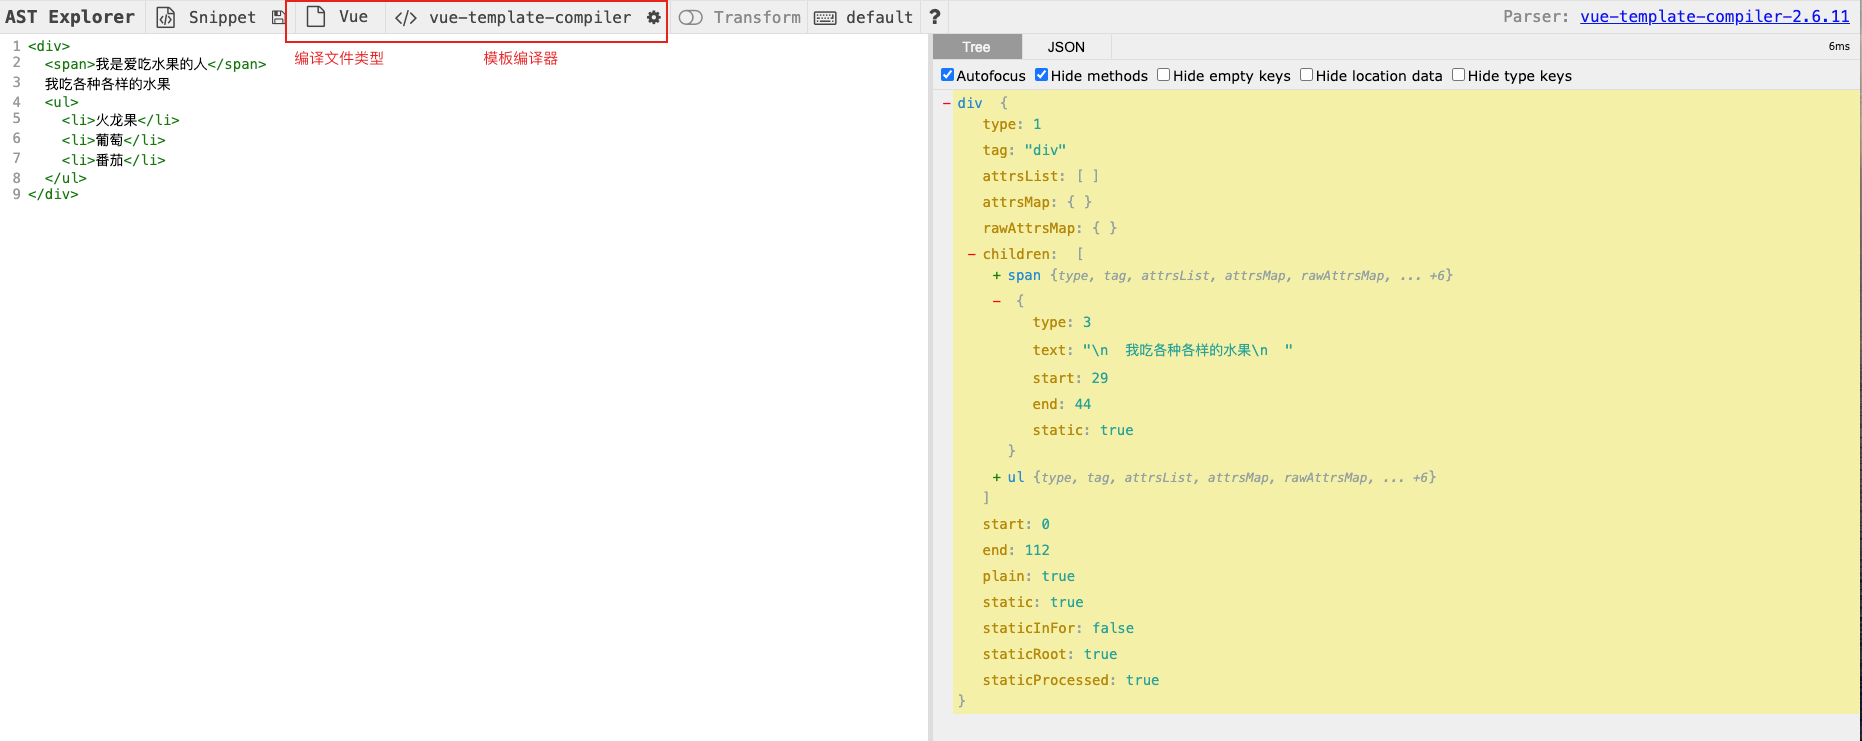 AST Explorer Snippet Vue </> vue-template-compiler Transform default ? Parser: vue-template-compiler-2.6.11
编译文件类型 模板编译器
1 <div>
2 <span>我是爱吃水果的人</span>
3 我吃各种各样的水果
4 <ul>
5 <li>火龙果</li>
6 <li>葡萄</li>
7 <li>番茄</li>
8 </ul>
9 </div>
Tree JSON 6ms
Autofocus Hide methods Hide empty keys Hide location data Hide type keys
- div {
type: 1
tag: "div"
attrsList: [ ]
attrsMap: { }
rawAttrsMap: { }
- children: [
+ span {type, tag, attrsList, attrsMap, rawAttrsMap, ... +6}
- {
type: 3
text: "\n  我吃各种各样的水果\n  "
start: 29
end: 44
static: true
}
+ ul {type, tag, attrsList, attrsMap, rawAttrsMap, ... +6}
]
start: 0
end: 112
plain: true
static: true
staticInFor: false
staticRoot: true
staticProcessed: true
}